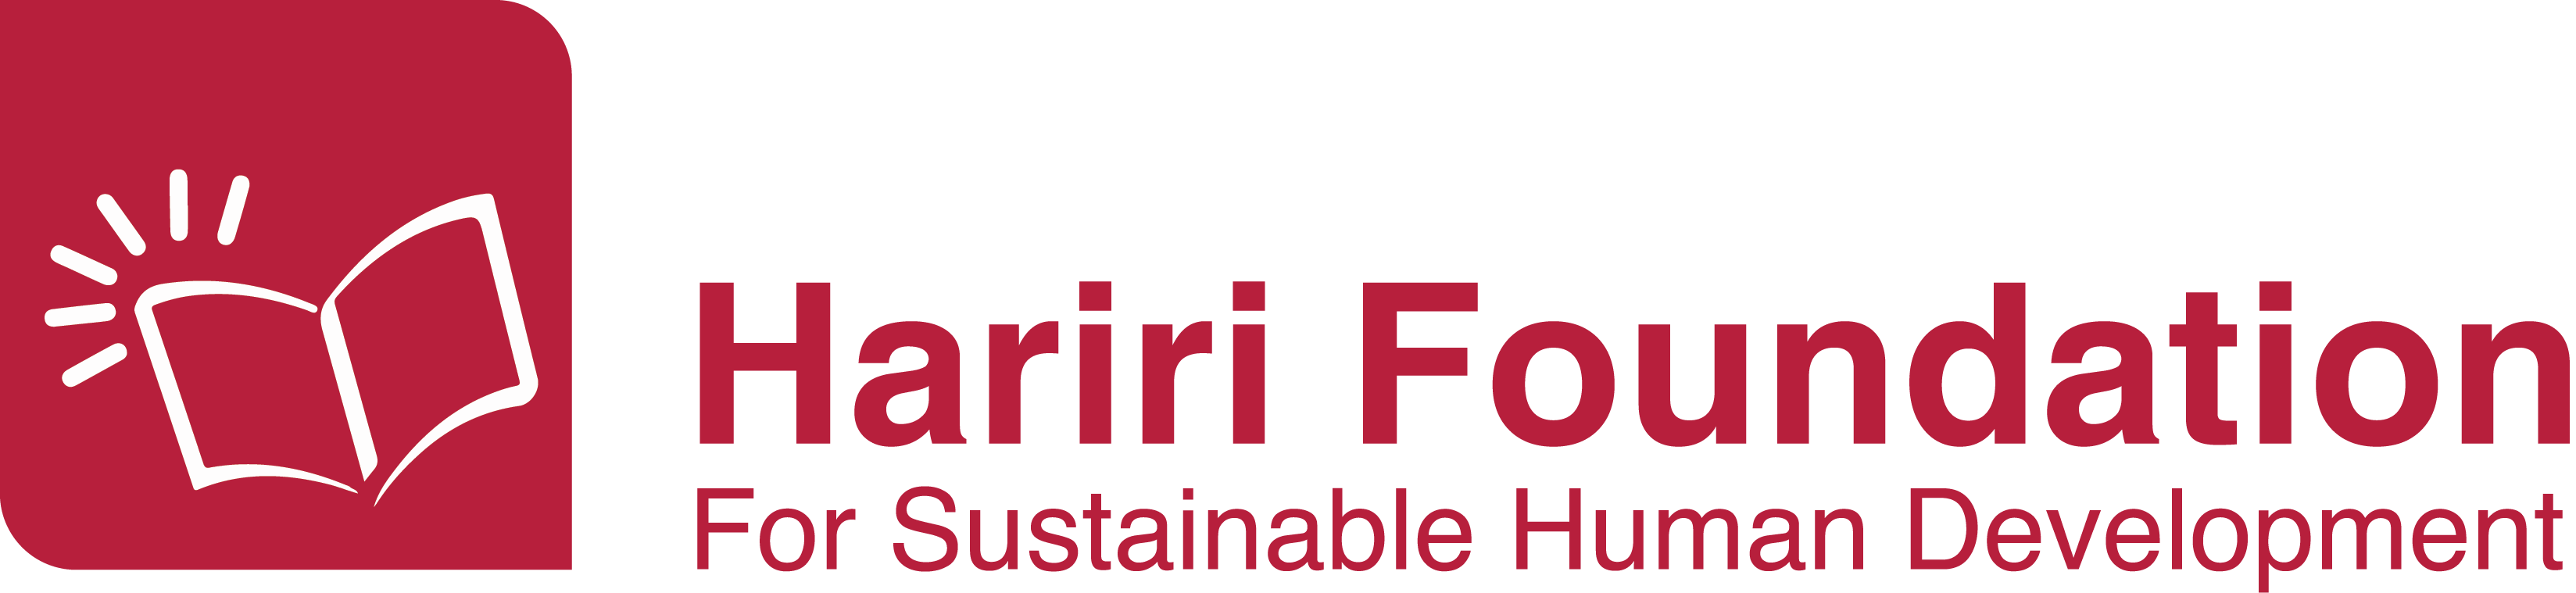 Hariri Foundation
For Sustainable Human Development